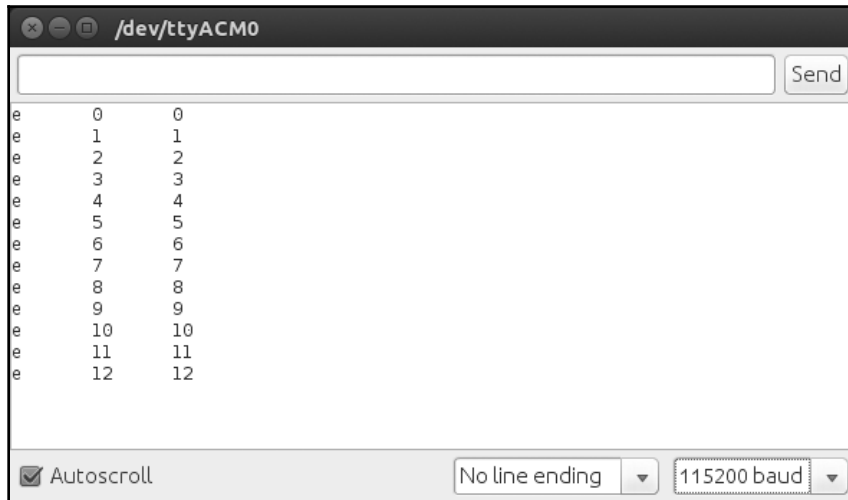 /dev/ttyACM0
Send
e 0 0
e 1 1
e 2 2
e 3 3
e 4 4
e 5 5
e 6 6
e 7 7
e 8 8
e 9 9
e 10 10
e 11 11
e 12 12
Autoscroll No line ending 115200 baud